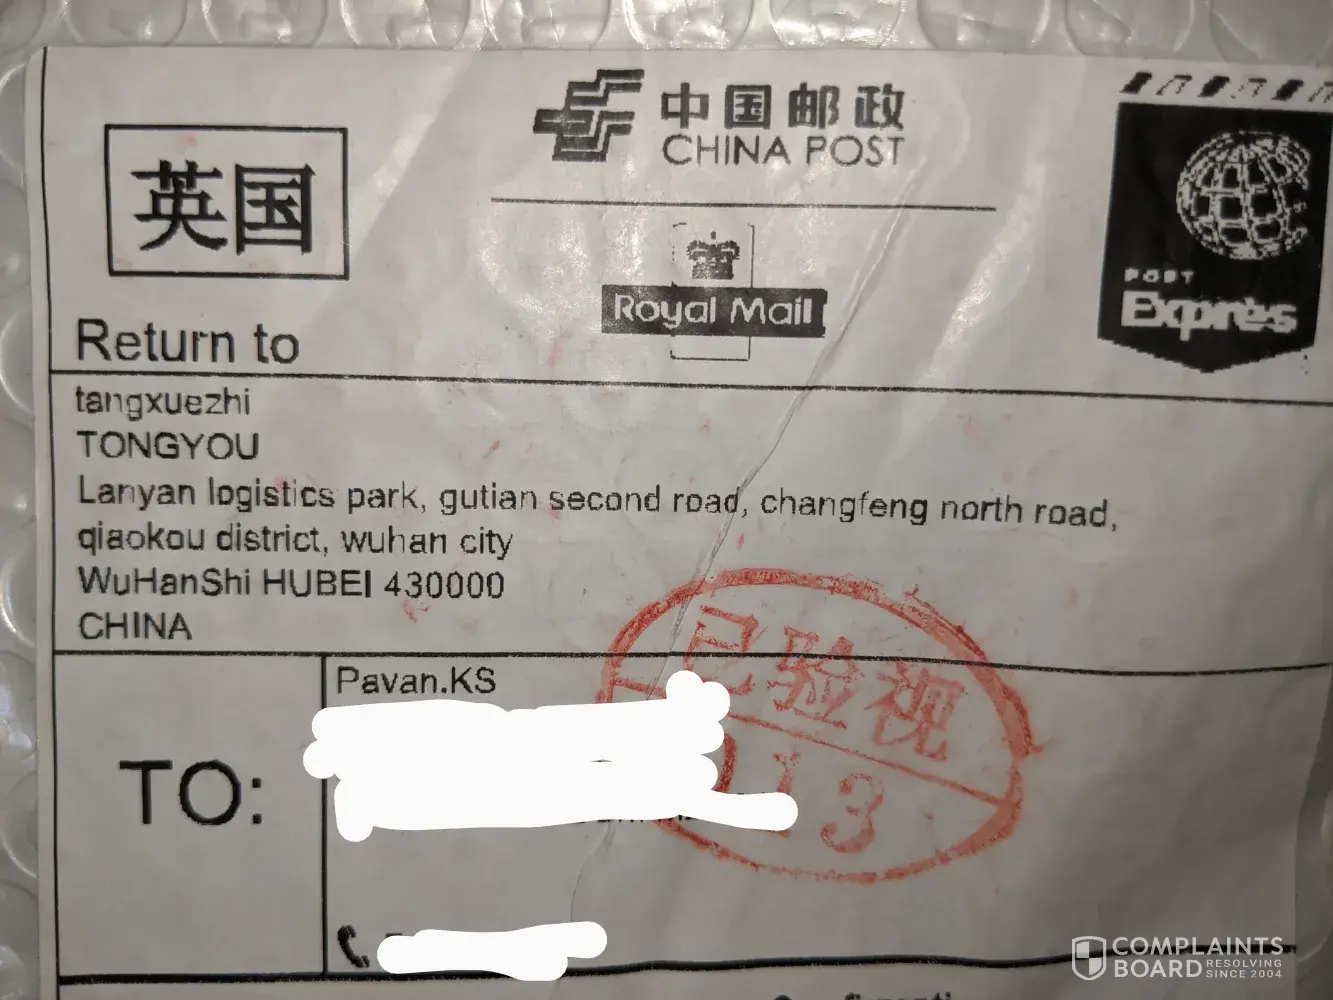 中国邮政
CHINA POST
英国
Royal Mail
POST
Express
Return to
tangxuezhi
TONGYOU
Lanyan logistics park, gutian second road, changfeng north road,
qiaokou district, wuhan city
WuHanShi HUBEI 430000
CHINA
TO:
Pavan.KS
已验视
13
COMPLAINTS
BOARD RESOLVING
SINCE 2004